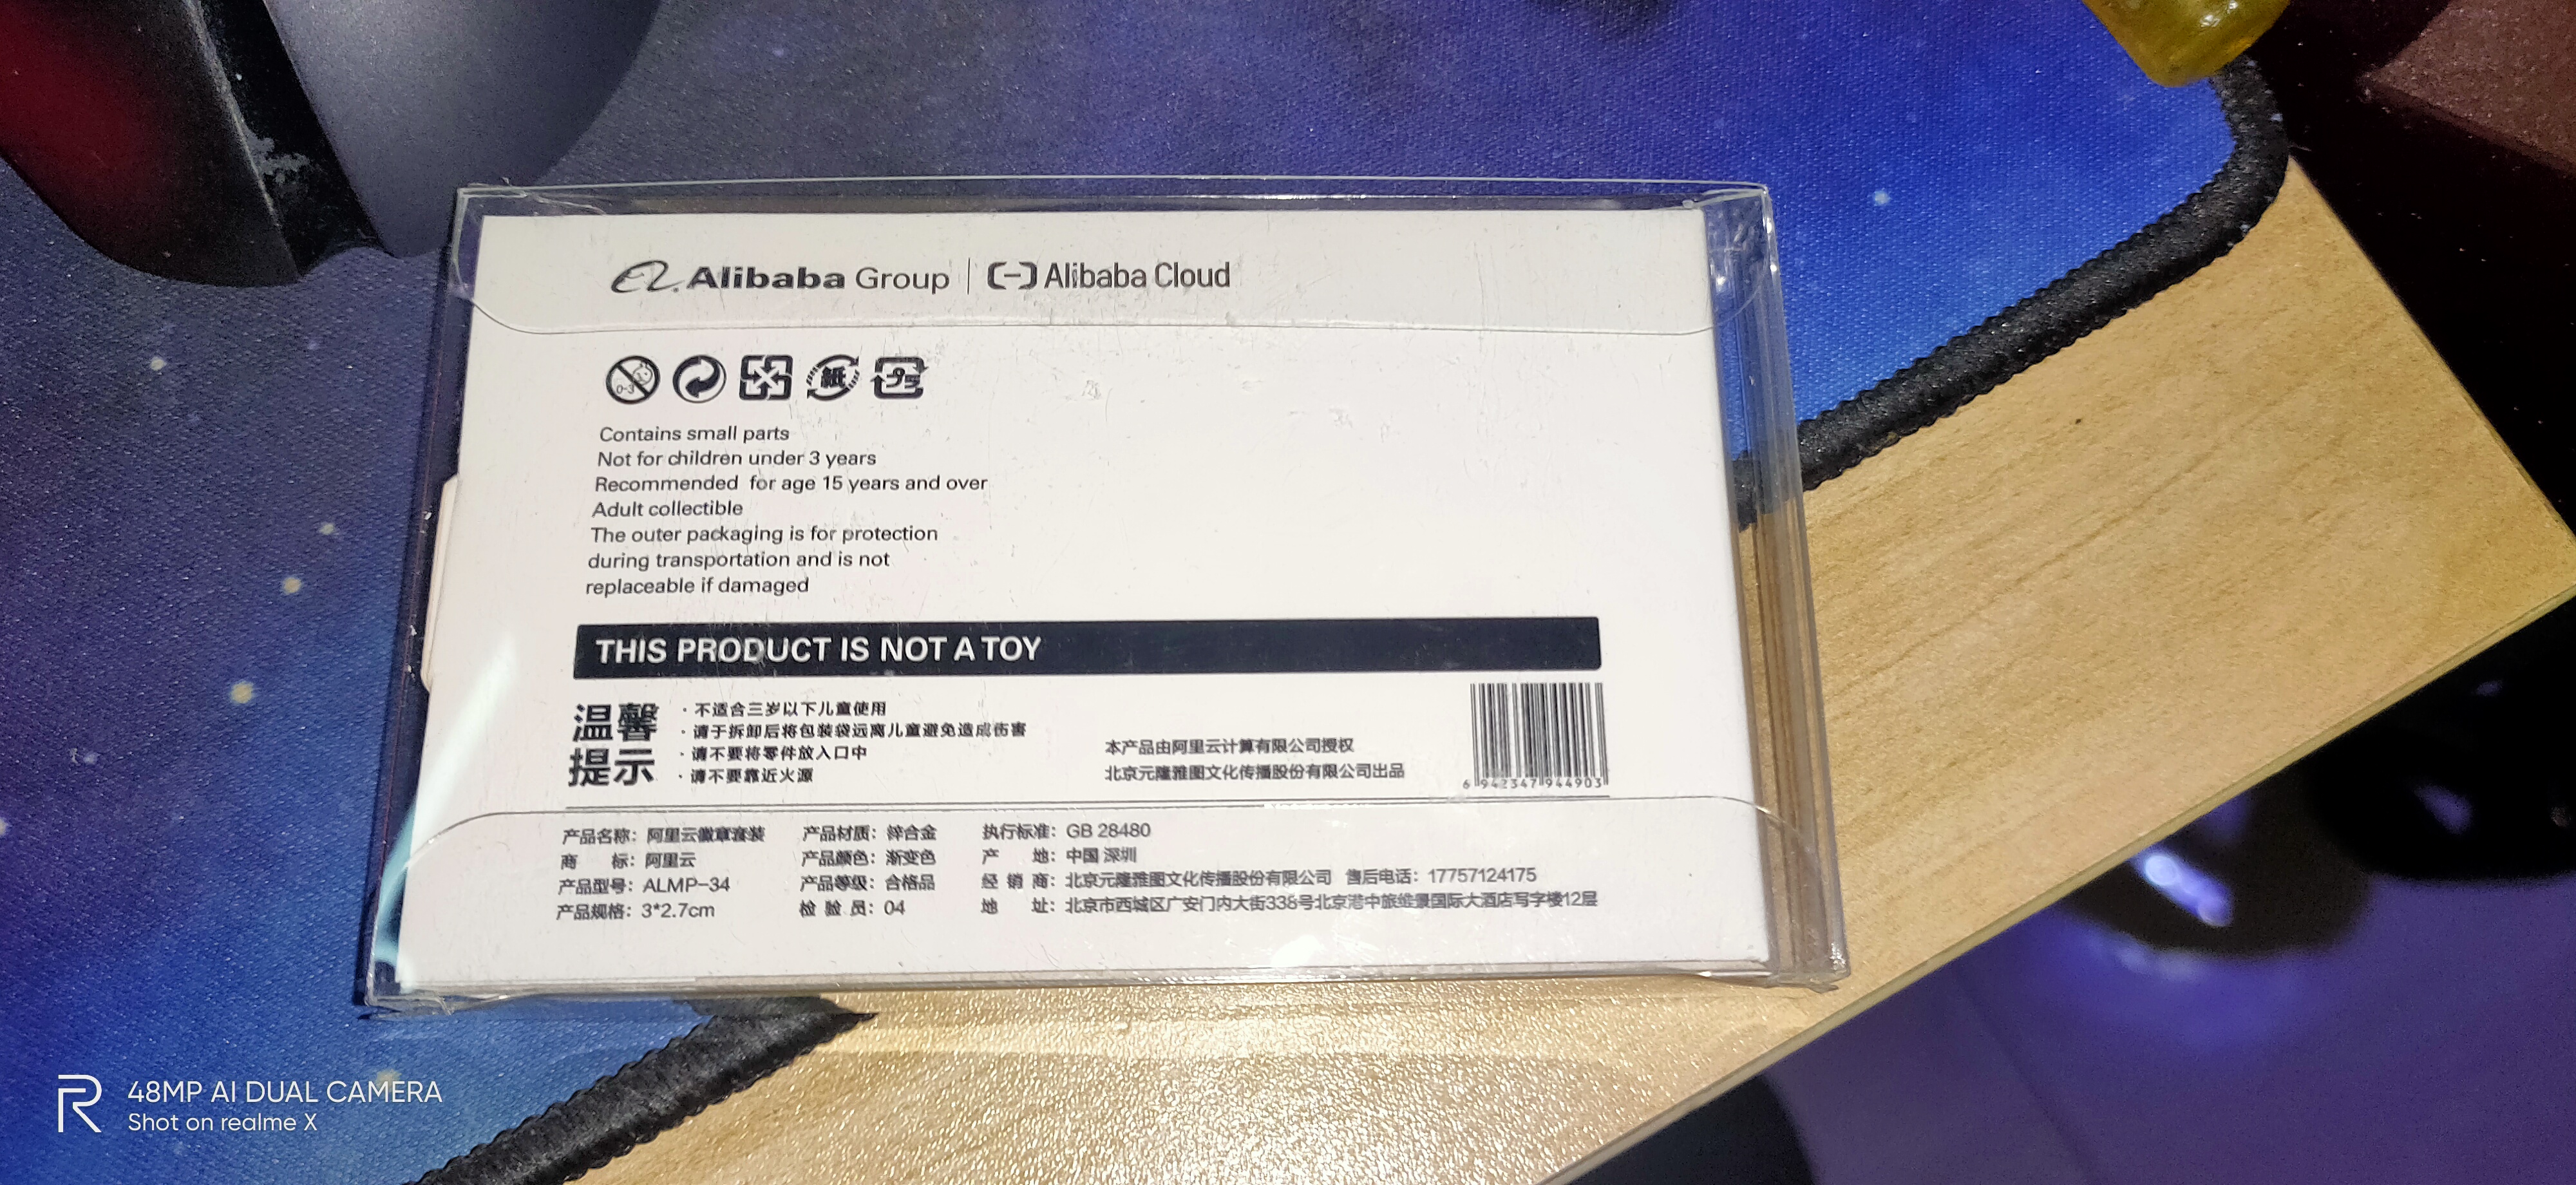 Alibaba Group | Alibaba Cloud
0-3
紙
プラ
Contains small parts
Not for children under 3 years
Recommended for age 15 years and over
Adult collectible
The outer packaging is for protection
during transportation and is not
replaceable if damaged
THIS PRODUCT IS NOT A TOY
温馨
提示
· 不适合三岁以下儿童使用
· 请于拆卸后将包装袋远离儿童避免造成伤害
· 请不要将零件放入口中
· 请不要靠近火源
本产品由阿里云计算有限公司授权
北京元隆雅图文化传播股份有限公司出品
6 942347 944903
产品名称：阿里云徽章套装 产品材质：锌合金 执行标准：GB 28480
商 标：阿里云 产品颜色：渐变色 产 地：中国 深圳
产品型号：ALMP-34 产品等级：合格品 经 销 商：北京元隆雅图文化传播股份有限公司 售后电话：17757124175
产品规格：3*2.7cm 检 验 员：04 地 址：北京市西城区广安门内大街338号北京港中旅维景国际大酒店写字楼12层
48MP AI DUAL CAMERA
Shot on realme X